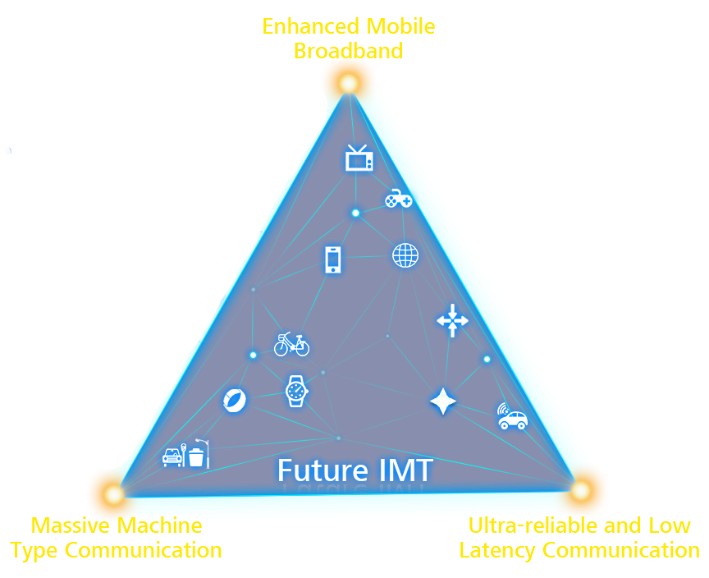 Enhanced Mobile
Broadband
Future IMT
Massive Machine
Type Communication
Ultra-reliable and Low
Latency Communication